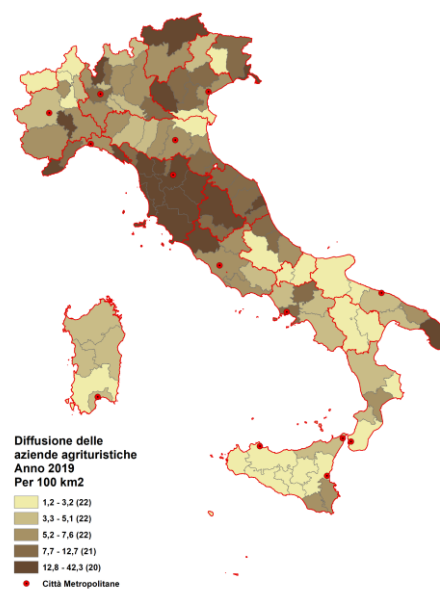 Diffusione delle
aziende agrituristiche
Anno 2019
Per 100 km2
1,2 - 3,2 (22)
3,3 - 5,1 (22)
5,2 - 7,6 (22)
7,7 - 12,7 (21)
12,8 - 42,3 (20)
Città Metropolitane